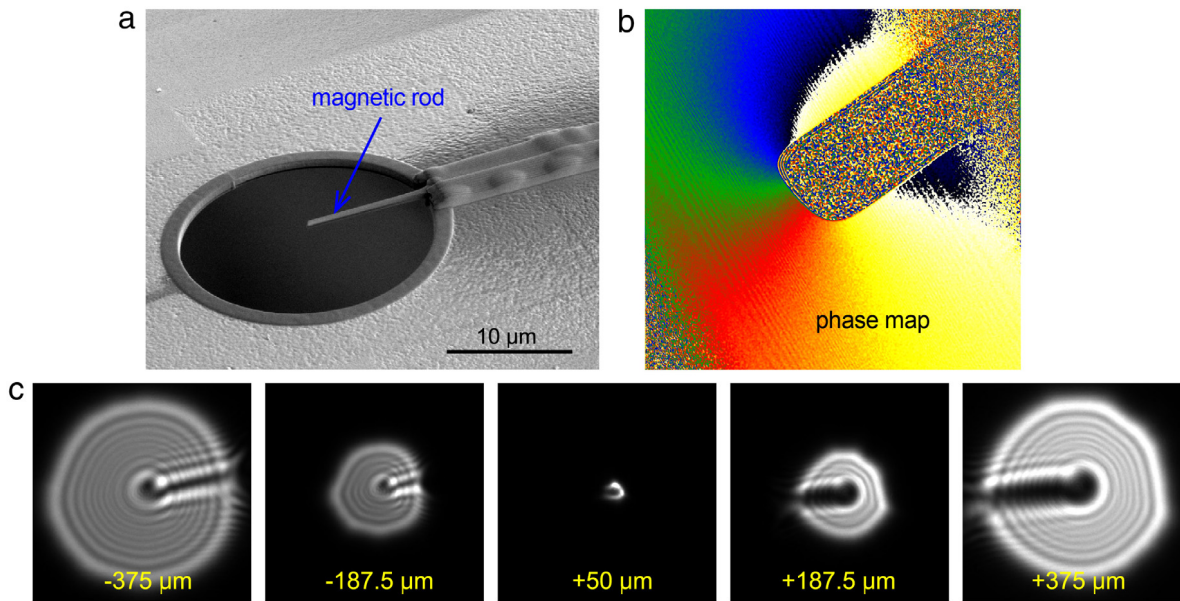 a
magnetic rod
10 µm
b
phase map
c
-375 µm
-187.5 µm
+50 µm
+187.5 µm
+375 µm